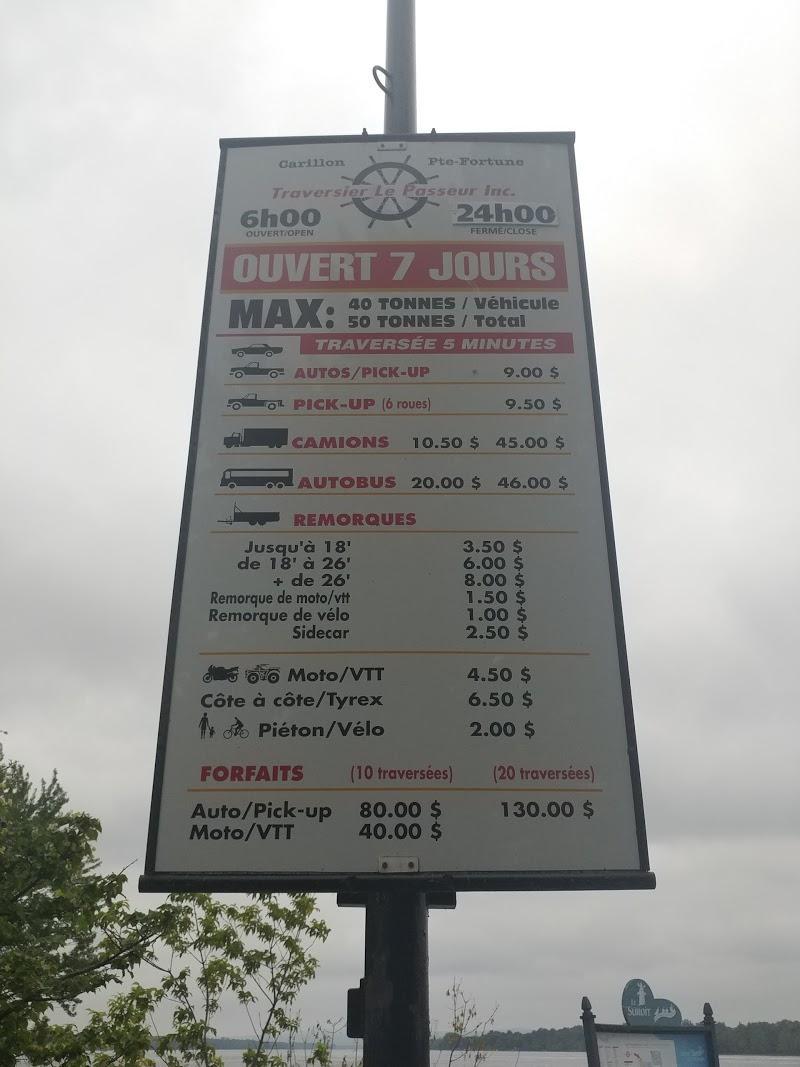 Carillon Pte-Fortune
Traversier Le Passeur Inc.
6h00 24h00
OUVERT/OPEN FERMÉ/CLOSE
OUVERT 7 JOURS
MAX: 40 TONNES / Véhicule
50 TONNES / Total
TRAVERSÉE 5 MINUTES
AUTOS/PICK-UP 9.00 $
PICK-UP (6 roues) 9.50 $
CAMIONS 10.50 $ 45.00 $
AUTOBUS 20.00 $ 46.00 $
REMORQUES
Jusqu'à 18' 3.50 $
de 18' à 26' 6.00 $
+ de 26' 8.00 $
Remorque de moto/vtt 1.50 $
Remorque de vélo 1.00 $
Sidecar 2.50 $
Moto/VTT 4.50 $
Côte à côte/Tyrex 6.50 $
Piéton/Vélo 2.00 $
FORFAITS (10 traversées) (20 traversées)
Auto/Pick-up 80.00 $ 130.00 $
Moto/VTT 40.00 $
Le
SUROÎT